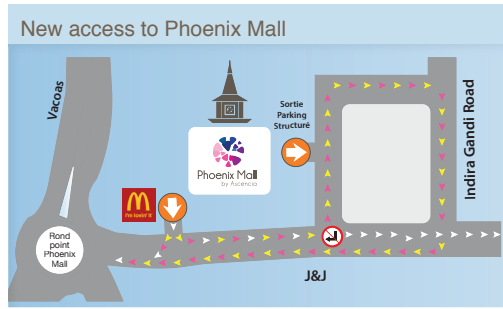 New access to Phoenix Mall
Vacoas
Sortie
Parking
Structure
Indira Gandi Road
Phoenix Mall
by Ascencia
i'm lovin' it
Rond
point
Phoenix
Mall
J&J